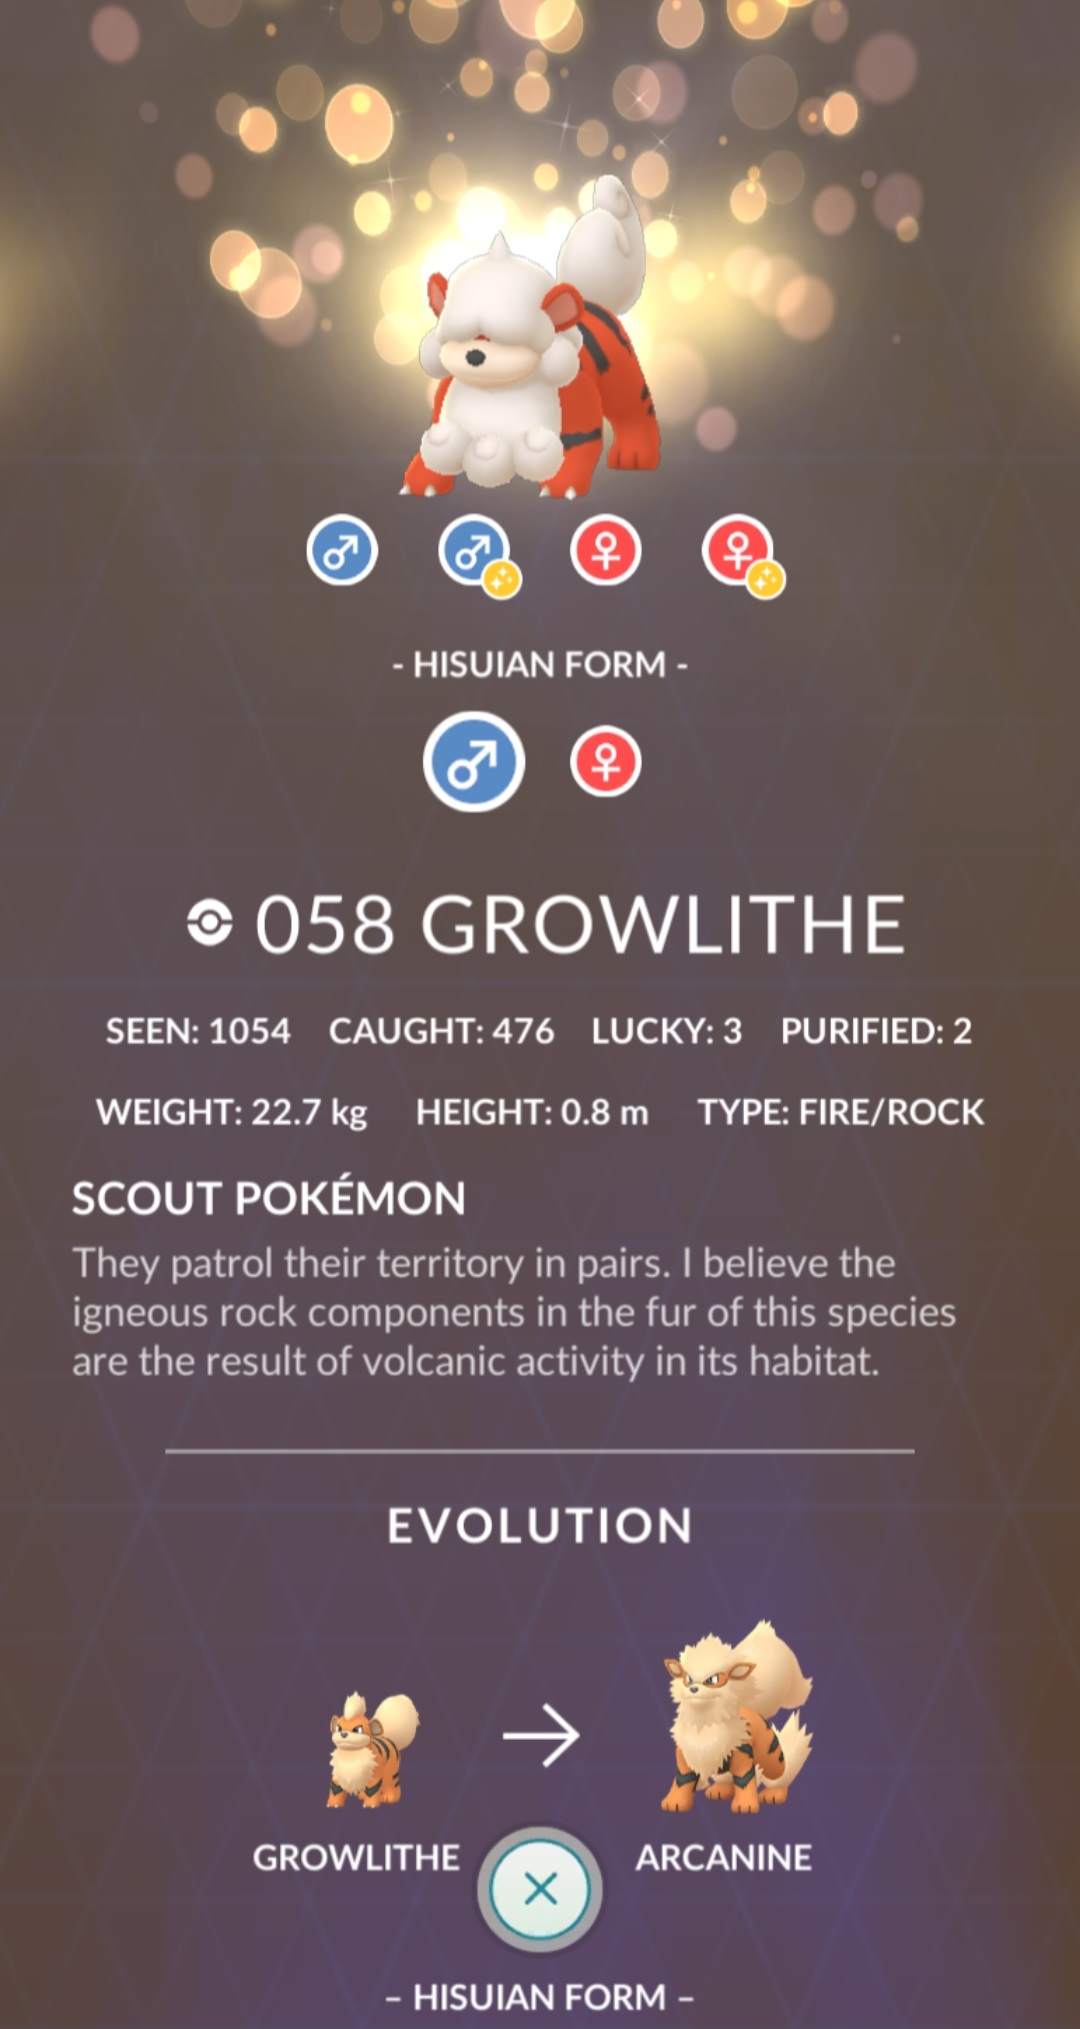 - HISUIAN FORM -
058 GROWLITHE
SEEN: 1054 CAUGHT: 476 LUCKY: 3 PURIFIED: 2
WEIGHT: 22.7 kg HEIGHT: 0.8 m TYPE: FIRE/ROCK
SCOUT POKÉMON
They patrol their territory in pairs. I believe the
igneous rock components in the fur of this species
are the result of volcanic activity in its habitat.
EVOLUTION
GROWLITHE ARCANINE
– HISUIAN FORM –